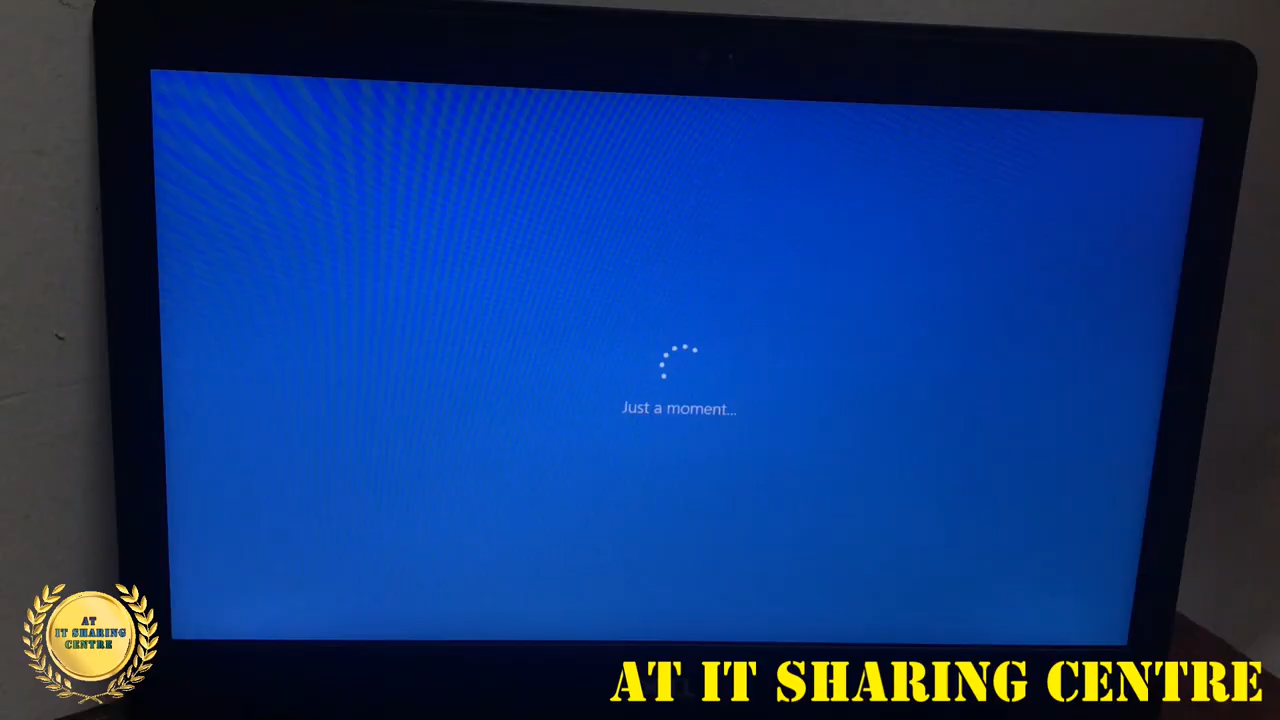 Just a moment...
AT
IT SHARING
CENTRE
AT IT SHARING CENTRE